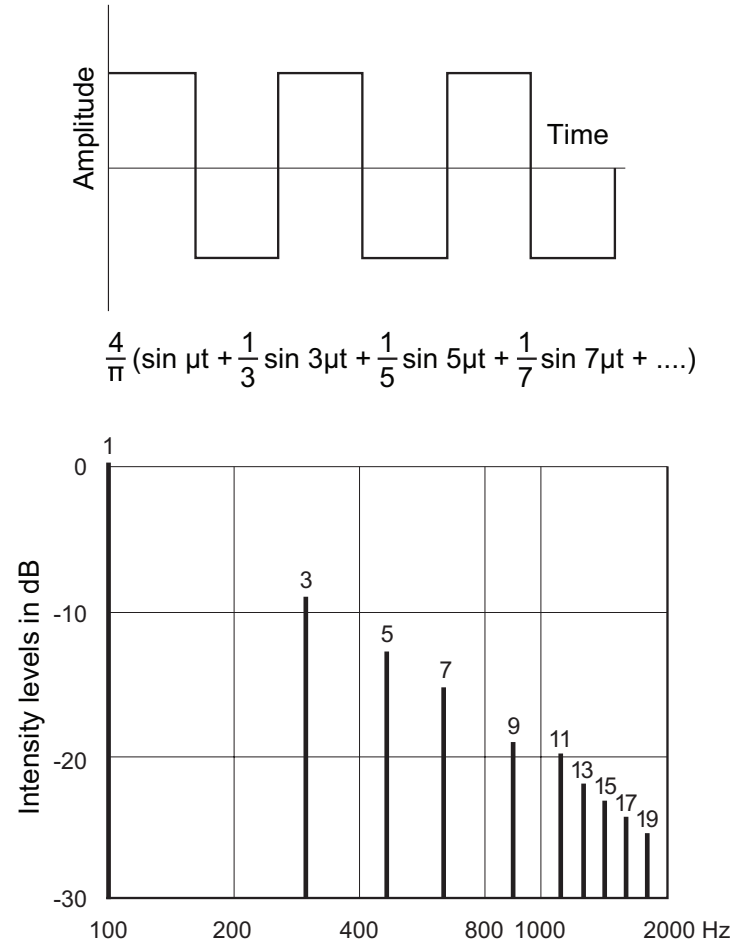 Amplitude
Time
4/π (sin µt + 1/3 sin 3µt + 1/5 sin 5µt + 1/7 sin 7µt + ....)
Intensity levels in dB
0
-10
-20
-30
1
3
5
7
9
11
13
15
17
19
100 200 400 800 1000 2000 Hz